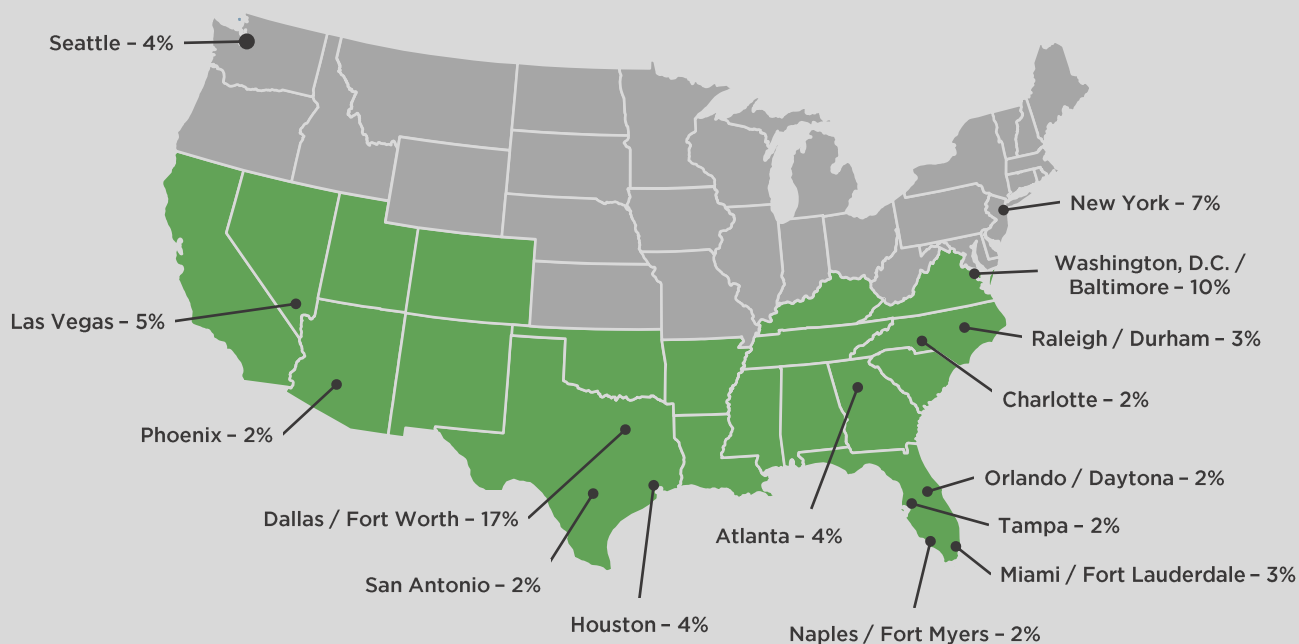 Seattle – 4%
New York – 7%
Washington, D.C. /
Baltimore – 10%
Las Vegas – 5%
Raleigh / Durham – 3%
Charlotte – 2%
Phoenix – 2%
Orlando / Daytona – 2%
Dallas / Fort Worth – 17%
Tampa – 2%
Atlanta – 4%
Miami / Fort Lauderdale – 3%
San Antonio – 2%
Houston – 4%
Naples / Fort Myers – 2%